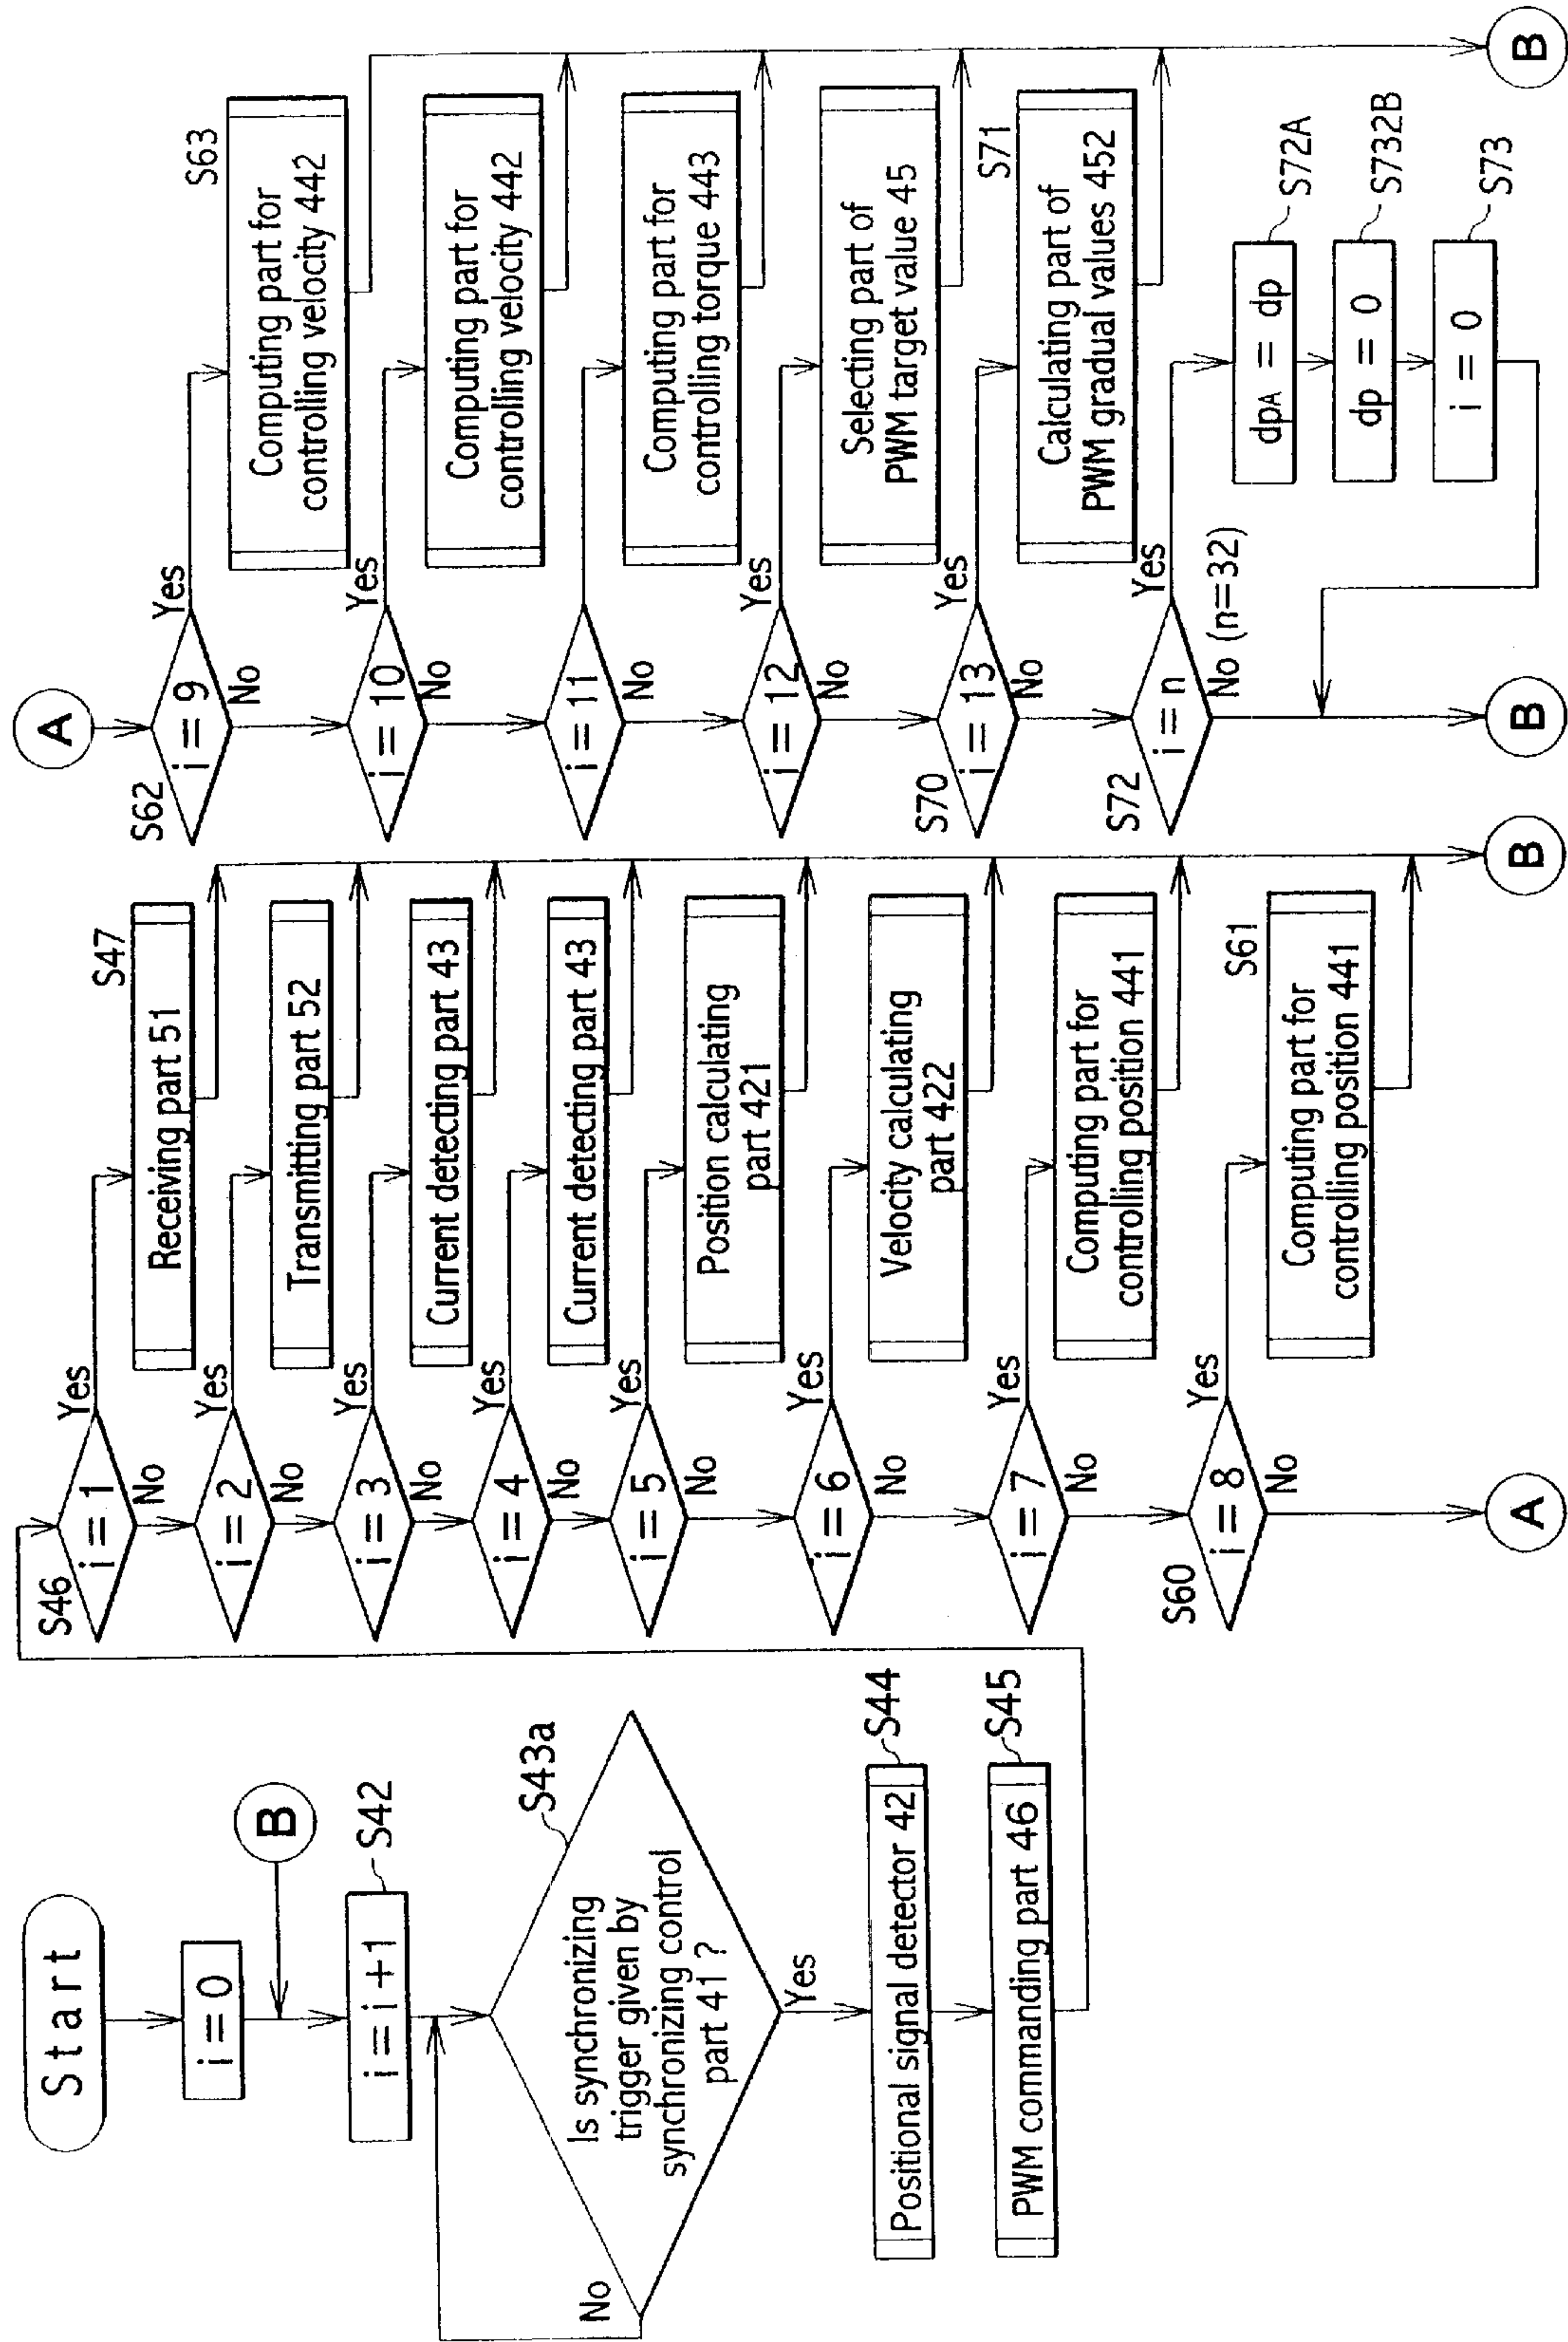 Start
i = 0
B
i = i + 1
S42
Is synchronizing
trigger given by
synchronizing control
part 41 ?
S43a
No
Yes
Positional signal detector 42
S44
PWM commanding part 46
S45
S46
i = 1
Yes
No
S47
Receiving part 51
i = 2
Yes
No
Transmitting part 52
i = 3
Yes
No
Current detecting part 43
i = 4
Yes
No
Current detecting part 43
i = 5
Yes
No
Position calculating
part 421
i = 6
Yes
No
Velocity calculating
part 422
i = 7
Yes
No
Computing part for
controlling position 441
S60
i = 8
Yes
No
S61
Computing part for
controlling position 441
A
B
A
S62
i = 9
Yes
No
S63
Computing part for
controlling velocity 442
i = 10
Yes
No
Computing part for
controlling velocity 442
i = 11
No
Computing part for
controlling torque 443
i = 12
Yes
No
Selecting part of
PWM target value 45
S70
i = 13
Yes
No
S71
Calculating part of
PWM gradual values 452
S72
i = n
Yes
No (n=32)
dpA = dp
S72A
dp = 0
S732B
i = 0
S73
B
B